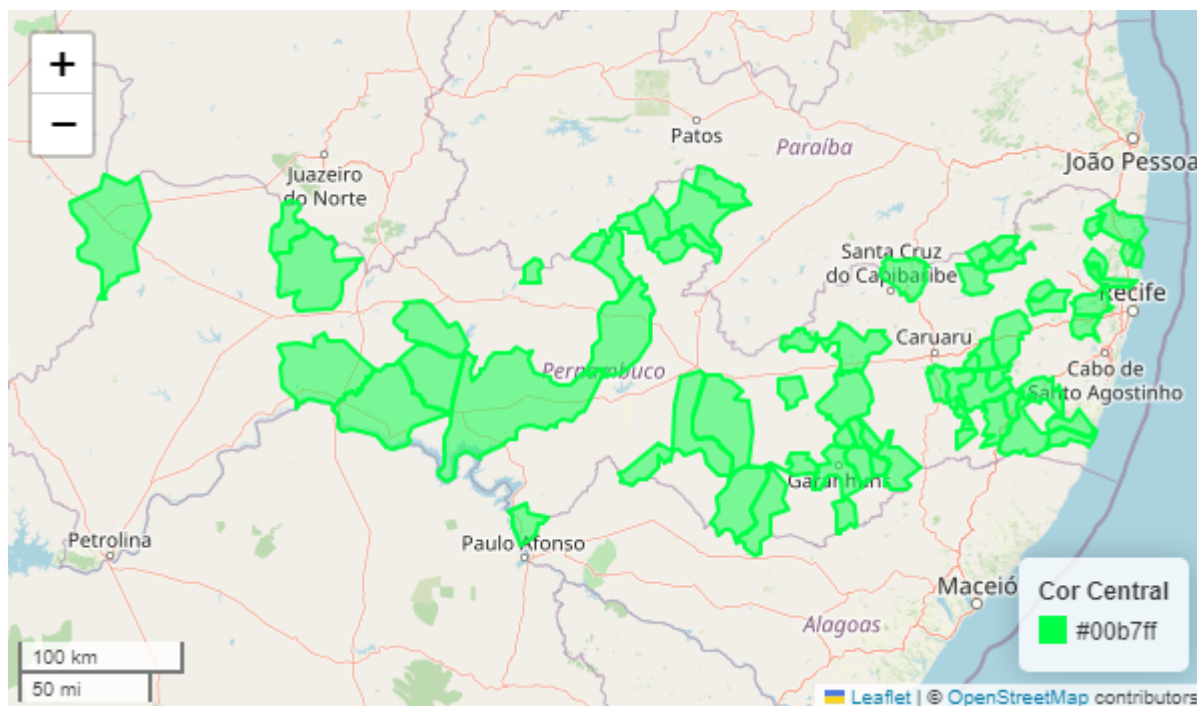 +
−
Patos
Paraíba
João Pessoa
Juazeiro
do Norte
Santa Cruz
do Capibaribe
Recife
Caruaru
Pernambuco
Cabo de
Santo Agostinho
Garanhuns
Petrolina
Paulo Afonso
Maceió
Alagoas
Cor Central
#00b7ff
100 km
50 mi
Leaflet | © OpenStreetMap contributors